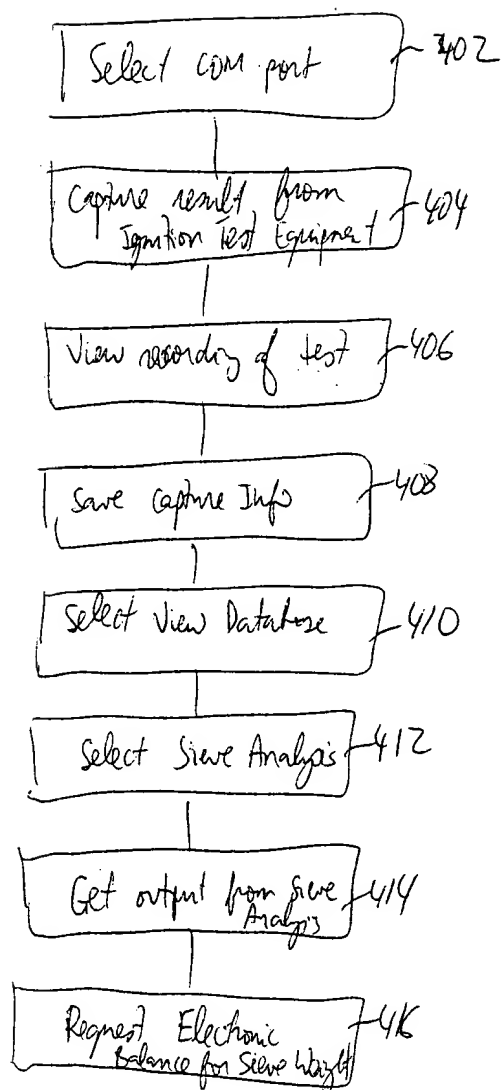 Select COM port
402
Capture result from
Ignition Test Equipment
404
View recording of test
406
Save Capture Info
408
Select View Database
410
Select Sieve Analysis
412
Get output from Sieve
Analysis
414
Request Electronic
Balance for Sieve Weight
416